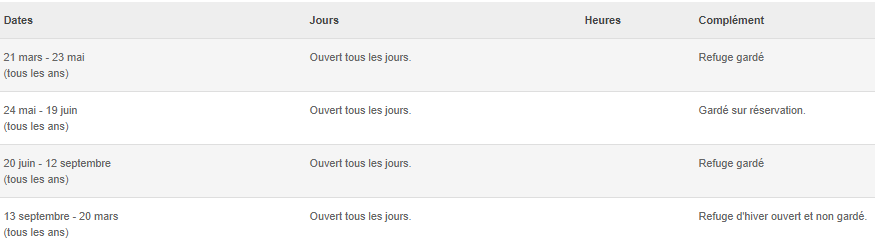 Dates Jours Heures Complément
21 mars - 23 mai Ouvert tous les jours. Refuge gardé
(tous les ans)
24 mai - 19 juin Ouvert tous les jours. Gardé sur réservation.
(tous les ans)
20 juin - 12 septembre Ouvert tous les jours. Refuge gardé
(tous les ans)
13 septembre - 20 mars Ouvert tous les jours. Refuge d'hiver ouvert et non gardé.
(tous les ans)